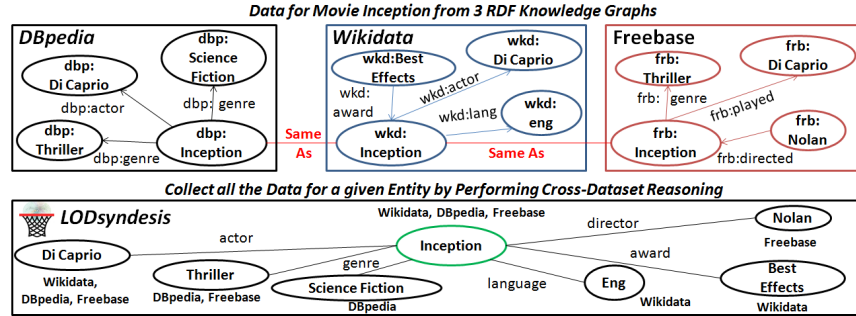 Data for Movie Inception from 3 RDF Knowledge Graphs
DBpedia
dbp:
Science
Fiction
dbp:
Di Caprio
dbp:actor
dbp: genre
dbp:
Thriller
dbp:genre
dbp:
Inception
Same
As
Wikidata
wkd:Best
Effects
wkd:
Di Caprio
wkd:
award
wkd:actor
wkd:lang
wkd:
eng
wkd:
Inception
Same As
Freebase
frb:
Thriller
frb:
Di Caprio
frb: genre
frb:played
frb:
Nolan
frb:
Inception
frb:directed
Collect all the Data for a given Entity by Performing Cross-Dataset Reasoning
LODsyndesis
Wikidata, DBpedia, Freebase
Inception
actor
Di Caprio
Wikidata,
DBpedia, Freebase
Thriller
DBpedia, Freebase
genre
Science Fiction
DBpedia
language
Eng
Wikidata
director
Nolan
Freebase
award
Best
Effects
Wikidata